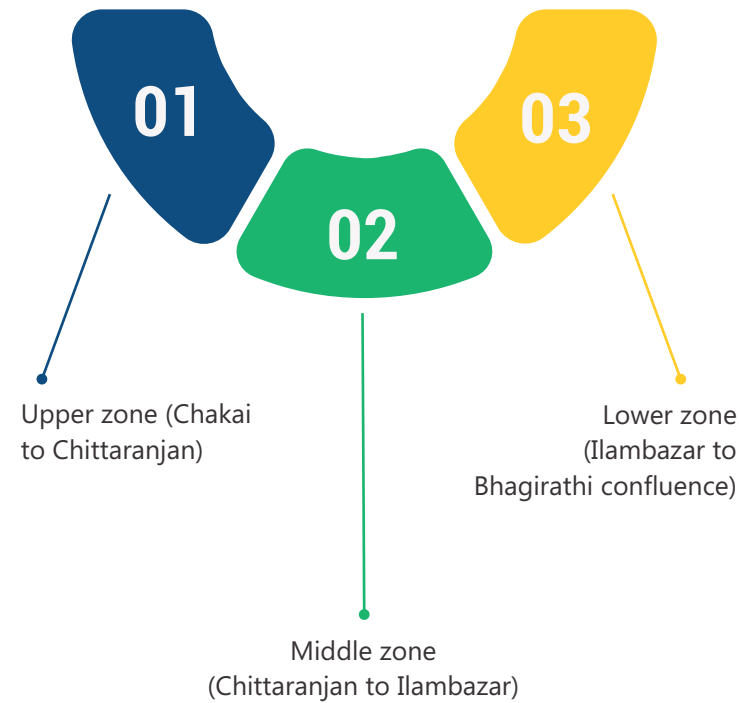 01
02
03
Upper zone (Chakai
to Chittaranjan)
Lower zone
(Ilambazar to
Bhagirathi confluence)
Middle zone
(Chittaranjan to Ilambazar)